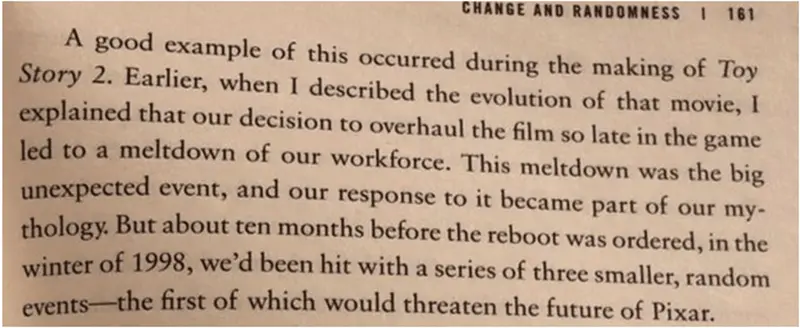 CHANGE AND RANDOMNESS | 161
A good example of this occurred during the making of Toy
Story 2. Earlier, when I described the evolution of that movie, I
explained that our decision to overhaul the film so late in the game
led to a meltdown of our workforce. This meltdown was the big
unexpected event, and our response to it became part of our my-
thology. But about ten months before the reboot was ordered, in the
winter of 1998, we’d been hit with a series of three smaller, random
events—the first of which would threaten the future of Pixar.